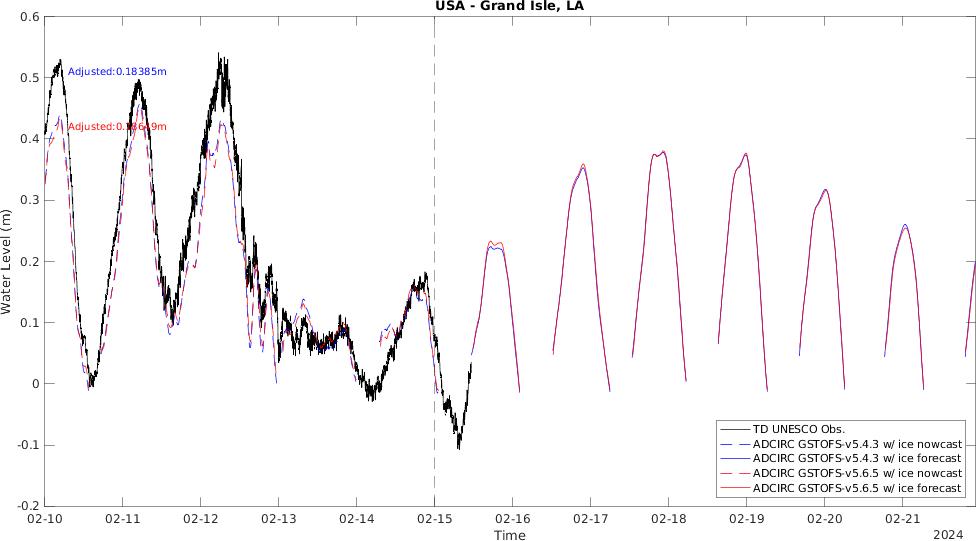 USA - Grand Isle, LA
0.6
0.5
0.4
0.3
0.2
0.1
0
-0.1
-0.2
Water Level (m)
Adjusted:0.18385m
TD UNESCO Obs.
ADCIRC GSTOFS-v5.4.3 w/ ice nowcast
ADCIRC GSTOFS-v5.4.3 w/ ice forecast
ADCIRC GSTOFS-v5.6.5 w/ ice nowcast
ADCIRC GSTOFS-v5.6.5 w/ ice forecast
02-10 02-11 02-12 02-13 02-14 02-15 02-16 02-17 02-18 02-19 02-20 02-21
Time
2024